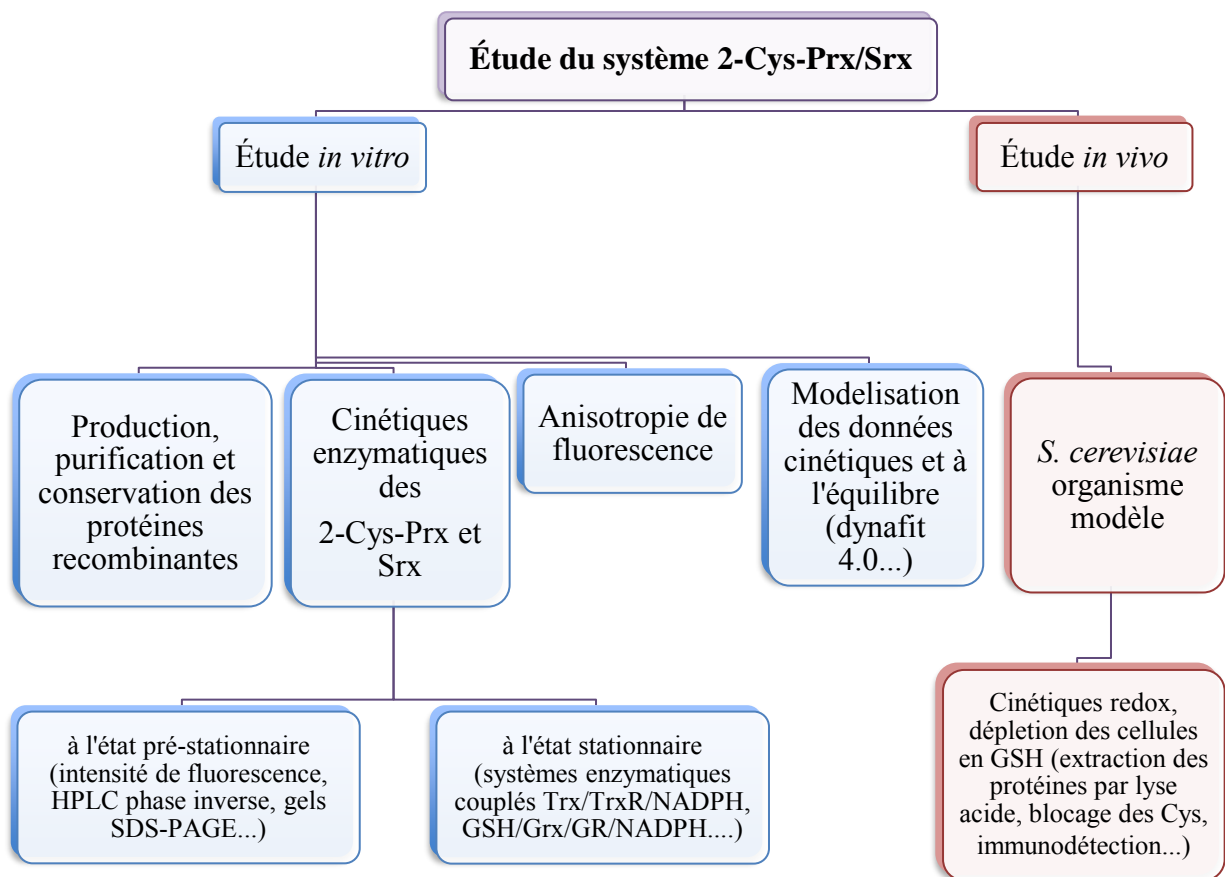 Étude du système 2-Cys-Prx/Srx
Étude in vitro
Étude in vivo
Production,
purification et
conservation des
protéines
recombinantes
Cinétiques
enzymatiques
des
2-Cys-Prx et
Srx
Anisotropie de
fluorescence
Modelisation
des données
cinétiques et à
l'équilibre
(dynafit
4.0...)
S. cerevisiae
organisme
modèle
à l'état pré-stationnaire
(intensité de fluorescence,
HPLC phase inverse, gels
SDS-PAGE...)
à l'état stationnaire
(systèmes enzymatiques
couplés Trx/TrxR/NADPH,
GSH/Grx/GR/NADPH....)
Cinétiques redox,
dépletion des cellules
en GSH (extraction des
protéines par lyse
acide, blocage des Cys,
immunodétection...)